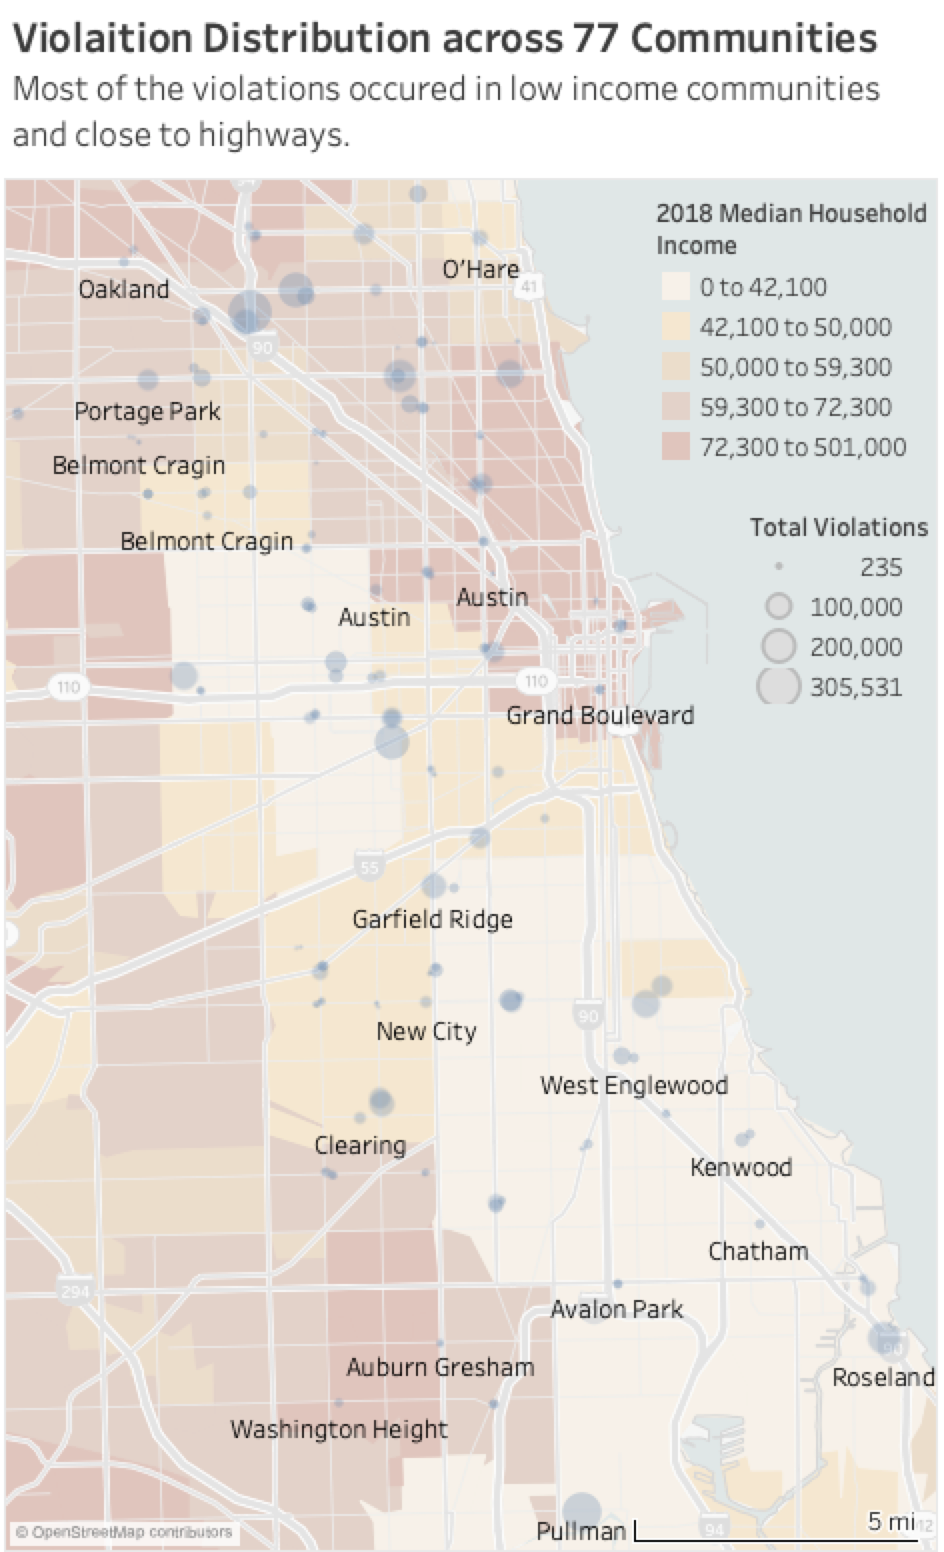 Violaition Distribution across 77 Communities
Most of the violations occured in low income communities
and close to highways.
2018 Median Household
Income
0 to 42,100
42,100 to 50,000
50,000 to 59,300
59,300 to 72,300
72,300 to 501,000
Total Violations
235
100,000
200,000
305,531
O'Hare
41
Oakland
90
Portage Park
Belmont Cragin
Belmont Cragin
Austin
Austin
110
110
Grand Boulevard
55
Garfield Ridge
90
New City
West Englewood
Clearing
Kenwood
Chatham
294
Avalon Park
90
Auburn Gresham
Roseland
Washington Height
Pullman
5 mi
94
© OpenStreetMap contributors